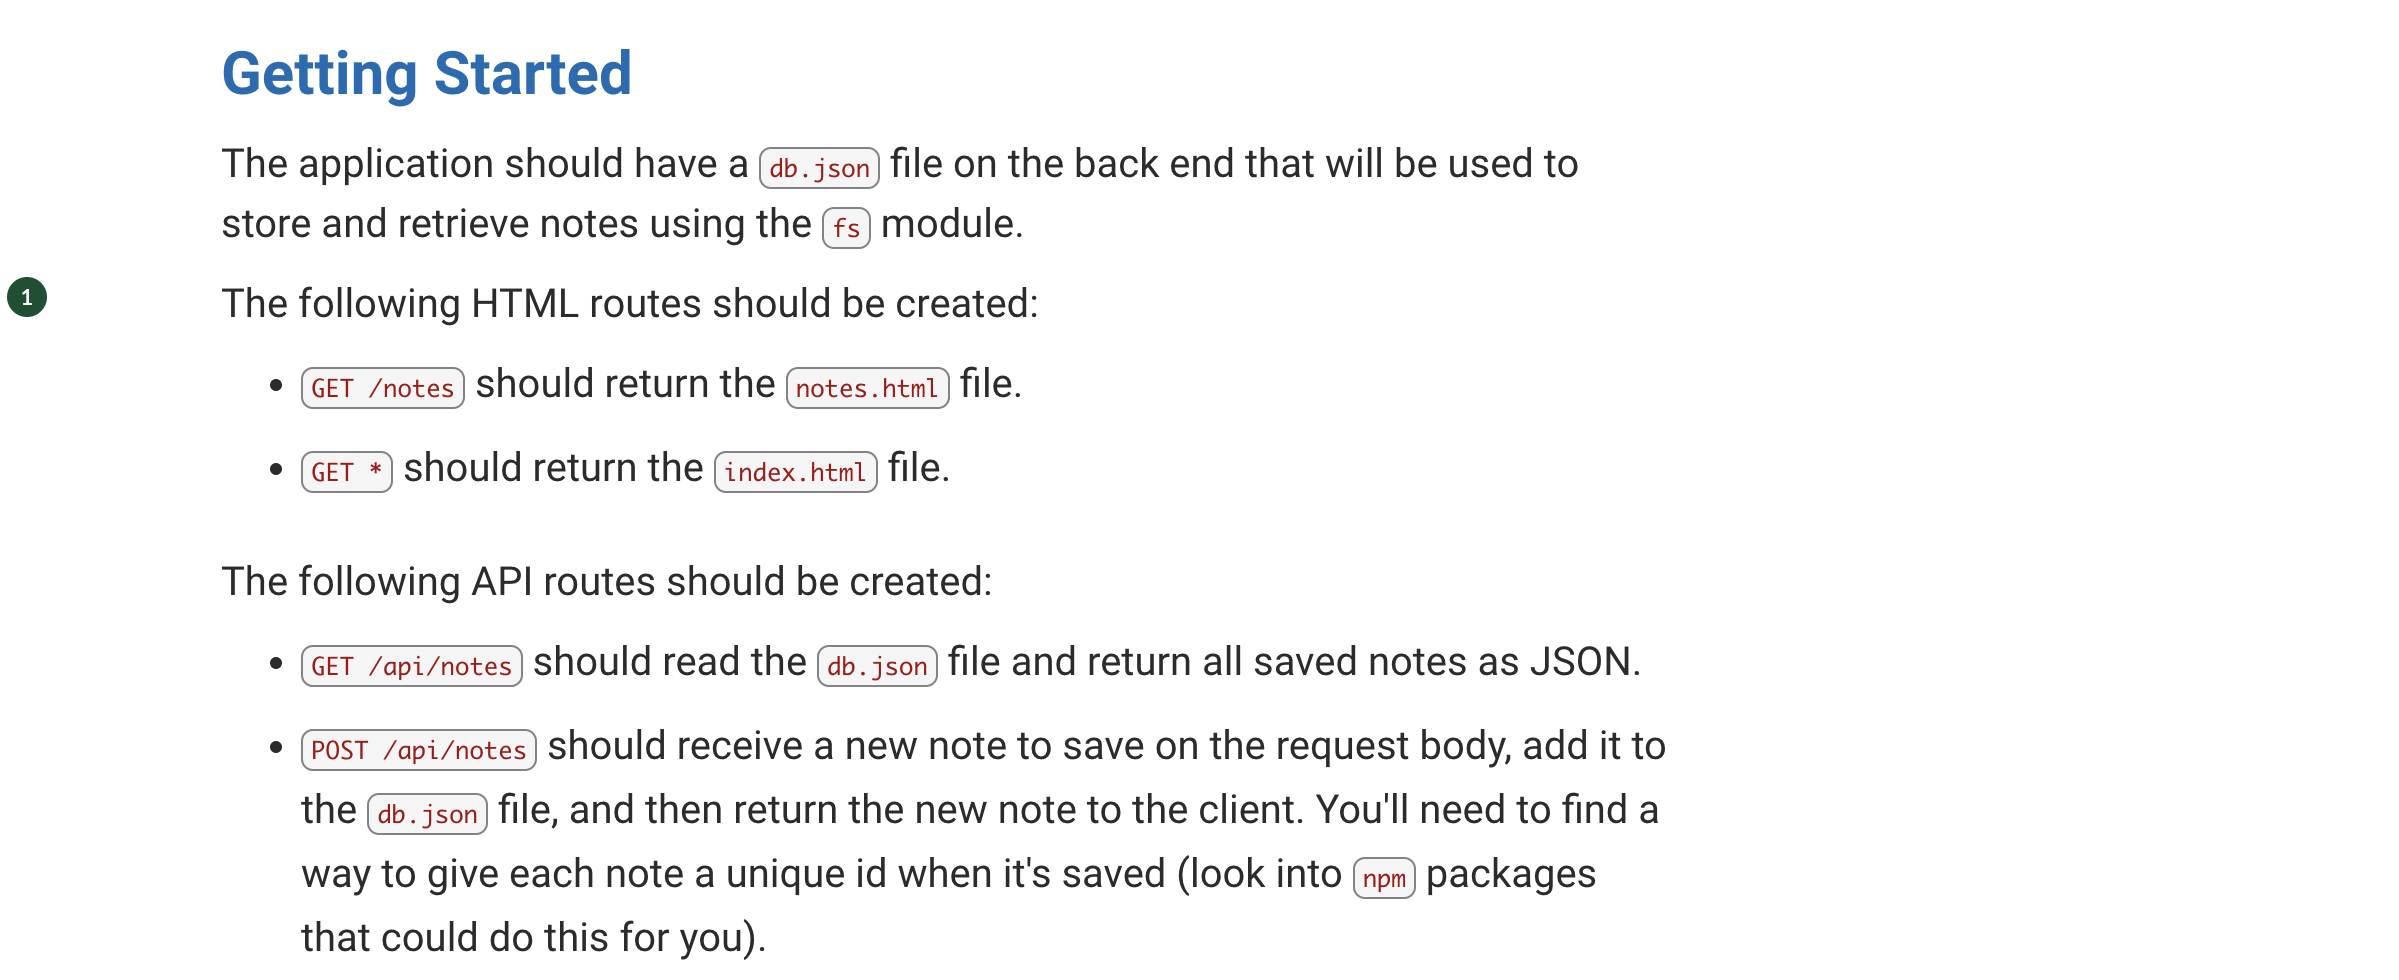 Getting Started
The application should have a db.json file on the back end that will be used to
store and retrieve notes using the fs module.
1
The following HTML routes should be created:
• GET /notes should return the notes.html file.
• GET * should return the index.html file.
The following API routes should be created:
• GET /api/notes should read the db.json file and return all saved notes as JSON.
• POST /api/notes should receive a new note to save on the request body, add it to
the db.json file, and then return the new note to the client. You'll need to find a
way to give each note a unique id when it's saved (look into npm packages
that could do this for you).